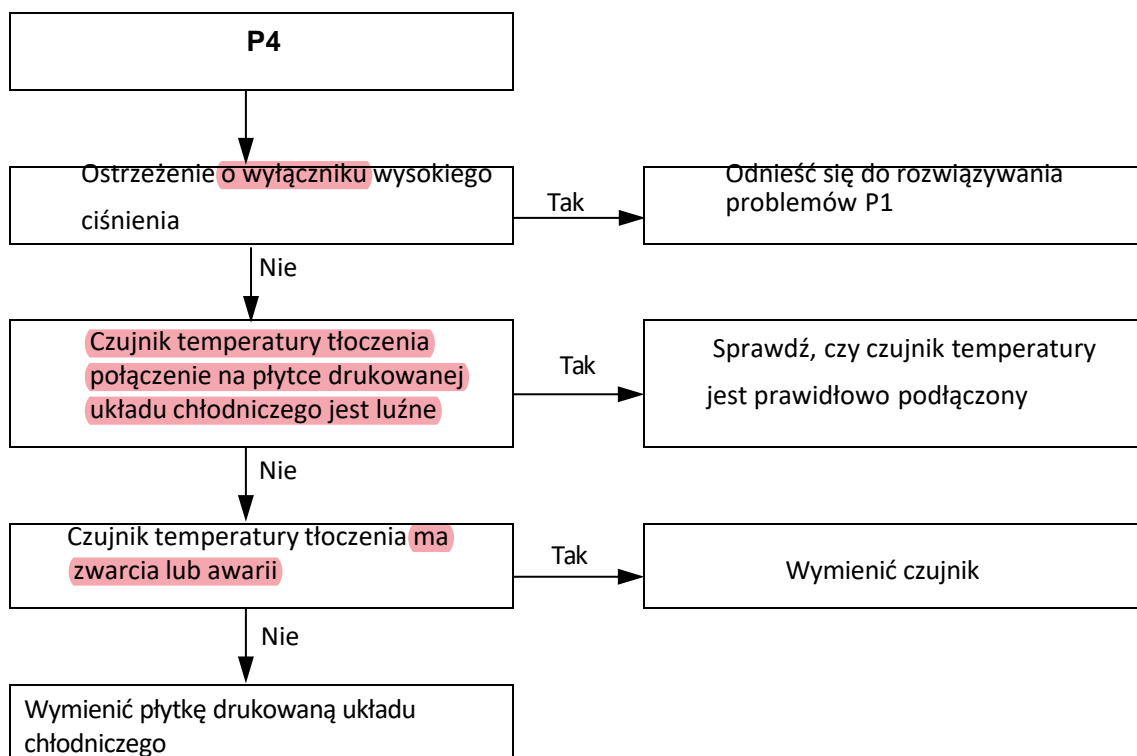 P4
Ostrzeżenie o wyłączniku wysokiego
ciśnienia
Tak
Odnieść się do rozwiązywania
problemów P1
Nie
Czujnik temperatury tłoczenia
połączenie na płytce drukowanej
układu chłodniczego jest luźne
Tak
Sprawdź, czy czujnik temperatury
jest prawidłowo podłączony
Nie
Czujnik temperatury tłoczenia ma
zwarcia lub awarii
Tak
Wymienić czujnik
Nie
Wymienić płytkę drukowaną układu
chłodniczego